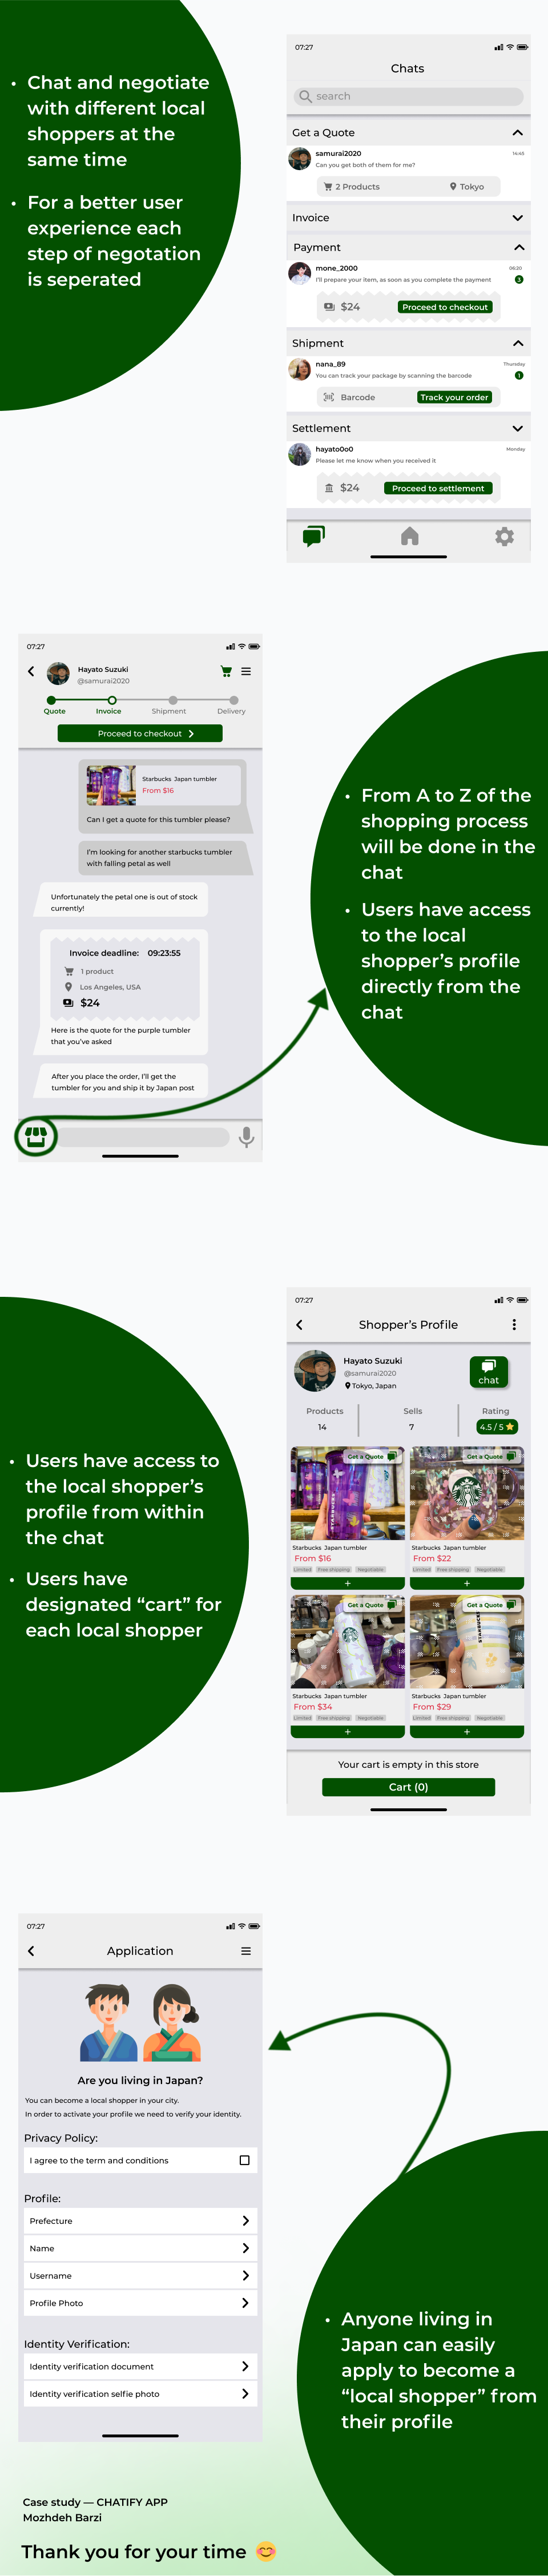 • Chat and negotiate
with different local
shoppers at the
same time
• For a better user
experience each
step of negotation
is seperated
07:27
Chats
search
Get a Quote
samurai2020
14:45
Can you get both of them for me?
2 Products
Tokyo
Invoice
Payment
mone_2000
06:20
I'll prepare your item, as soon as you complete the payment
3
$24
Proceed to checkout
Shipment
nana_89
Thursday
You can track your package by scanning the barcode
1
Barcode
Track your order
Settlement
hayato0o0
Monday
Please let me know when you received it
$24
Proceed to settlement
07:27
Hayato Suzuki
@samurai2020
Quote
Invoice
Shipment
Delivery
Proceed to checkout
Starbucks Japan tumbler
From $16
Can I get a quote for this tumbler please?
I'm looking for another starbucks tumbler
with falling petal as well
Unfortunately the petal one is out of stock
currently!
Invoice deadline: 09:23:55
1 product
Los Angeles, USA
$24
Here is the quote for the purple tumbler
that you've asked
After you place the order, I'll get the
tumbler for you and ship it by Japan post
• From A to Z of the
shopping process
will be done in the
chat
• Users have access
to the local
shopper's profile
directly from the
chat
• Users have access to
the local shopper's
profile from within
the chat
• Users have
designated "cart" for
each local shopper
07:27
Shopper's Profile
Hayato Suzuki
@samurai2020
Tokyo, Japan
chat
Products
Sells
Rating
14
7
4.5 / 5
Get a Quote
Get a Quote
STARBUCKS
Starbucks Japan tumbler
Starbucks Japan tumbler
From $16
From $22
Limited Free shipping Negotiable
Limited Free shipping Negotiable
+
+
Get a Quote
Get a Quote
STARBUCKS
Starbucks Japan tumbler
Starbucks Japan tumbler
From $34
From $29
Limited Free shipping Negotiable
Limited Free shipping Negotiable
+
+
Your cart is empty in this store
Cart (0)
07:27
Application
Are you living in Japan?
You can become a local shopper in your city.
In order to activate your profile we need to verify your identity.
Privacy Policy:
I agree to the term and conditions
Profile:
Prefecture
Name
Username
Profile Photo
Identity Verification:
Identity verification document
Identity verification selfie photo
• Anyone living in
Japan can easily
apply to become a
"local shopper" from
their profile
Case study — CHATIFY APP
Mozhdeh Barzi
Thank you for your time 😊